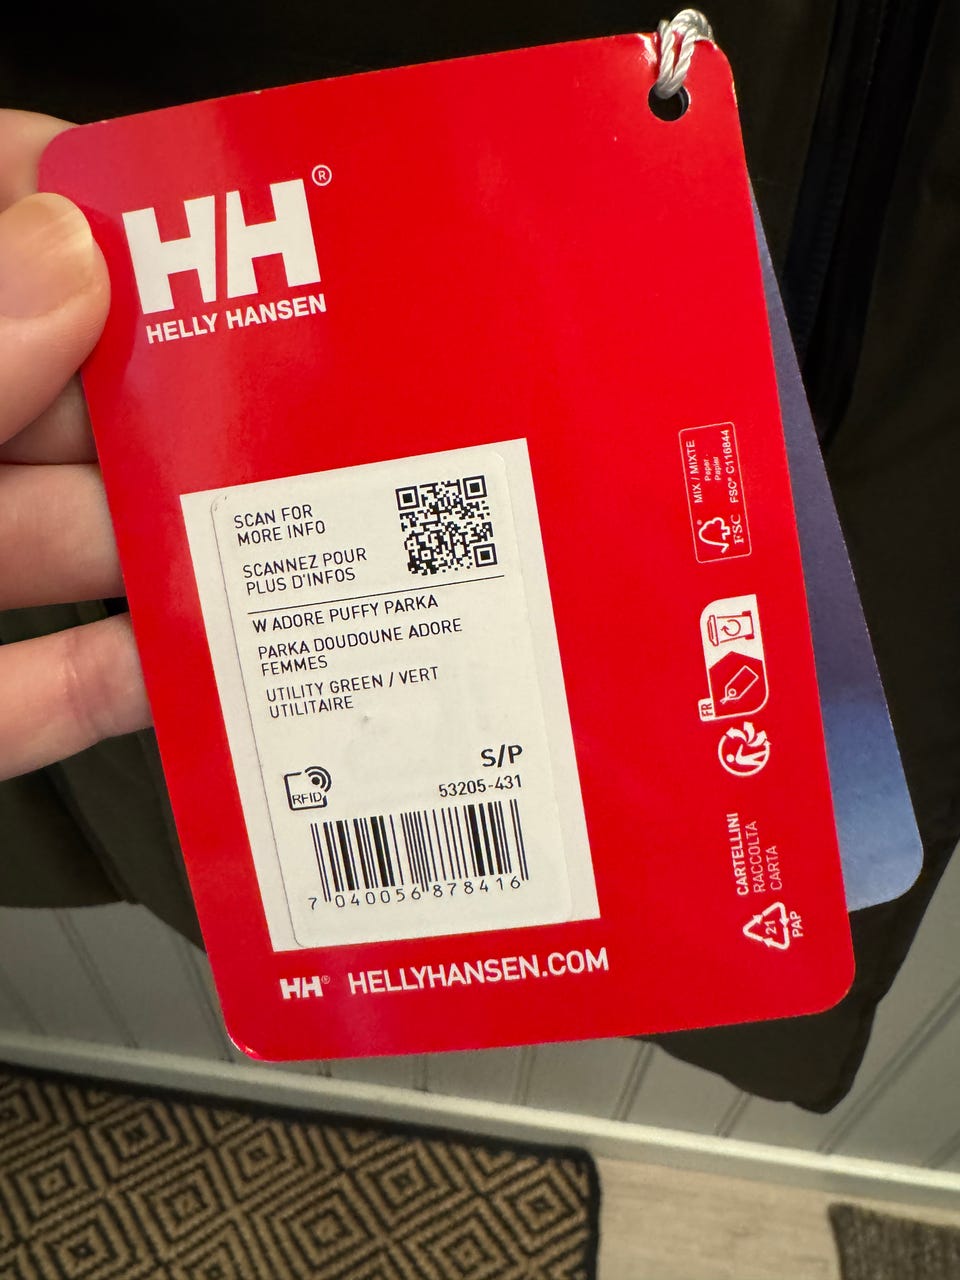 HH®
HELLY HANSEN
SCAN FOR
MORE INFO
SCANNEZ POUR
PLUS D'INFOS
W ADORE PUFFY PARKA
PARKA DOUDOUNE ADORE
FEMMES
UTILITY GREEN / VERT
UTILITAIRE
S/P
53205-431
RFID
7 040056 878416
HH® HELLYHANSEN.COM
MIX / MIXTE
Paper
Papier
FSC® C116844
FSC
FR
CARTELLINI
RACCOLTA
CARTA
21
PAP